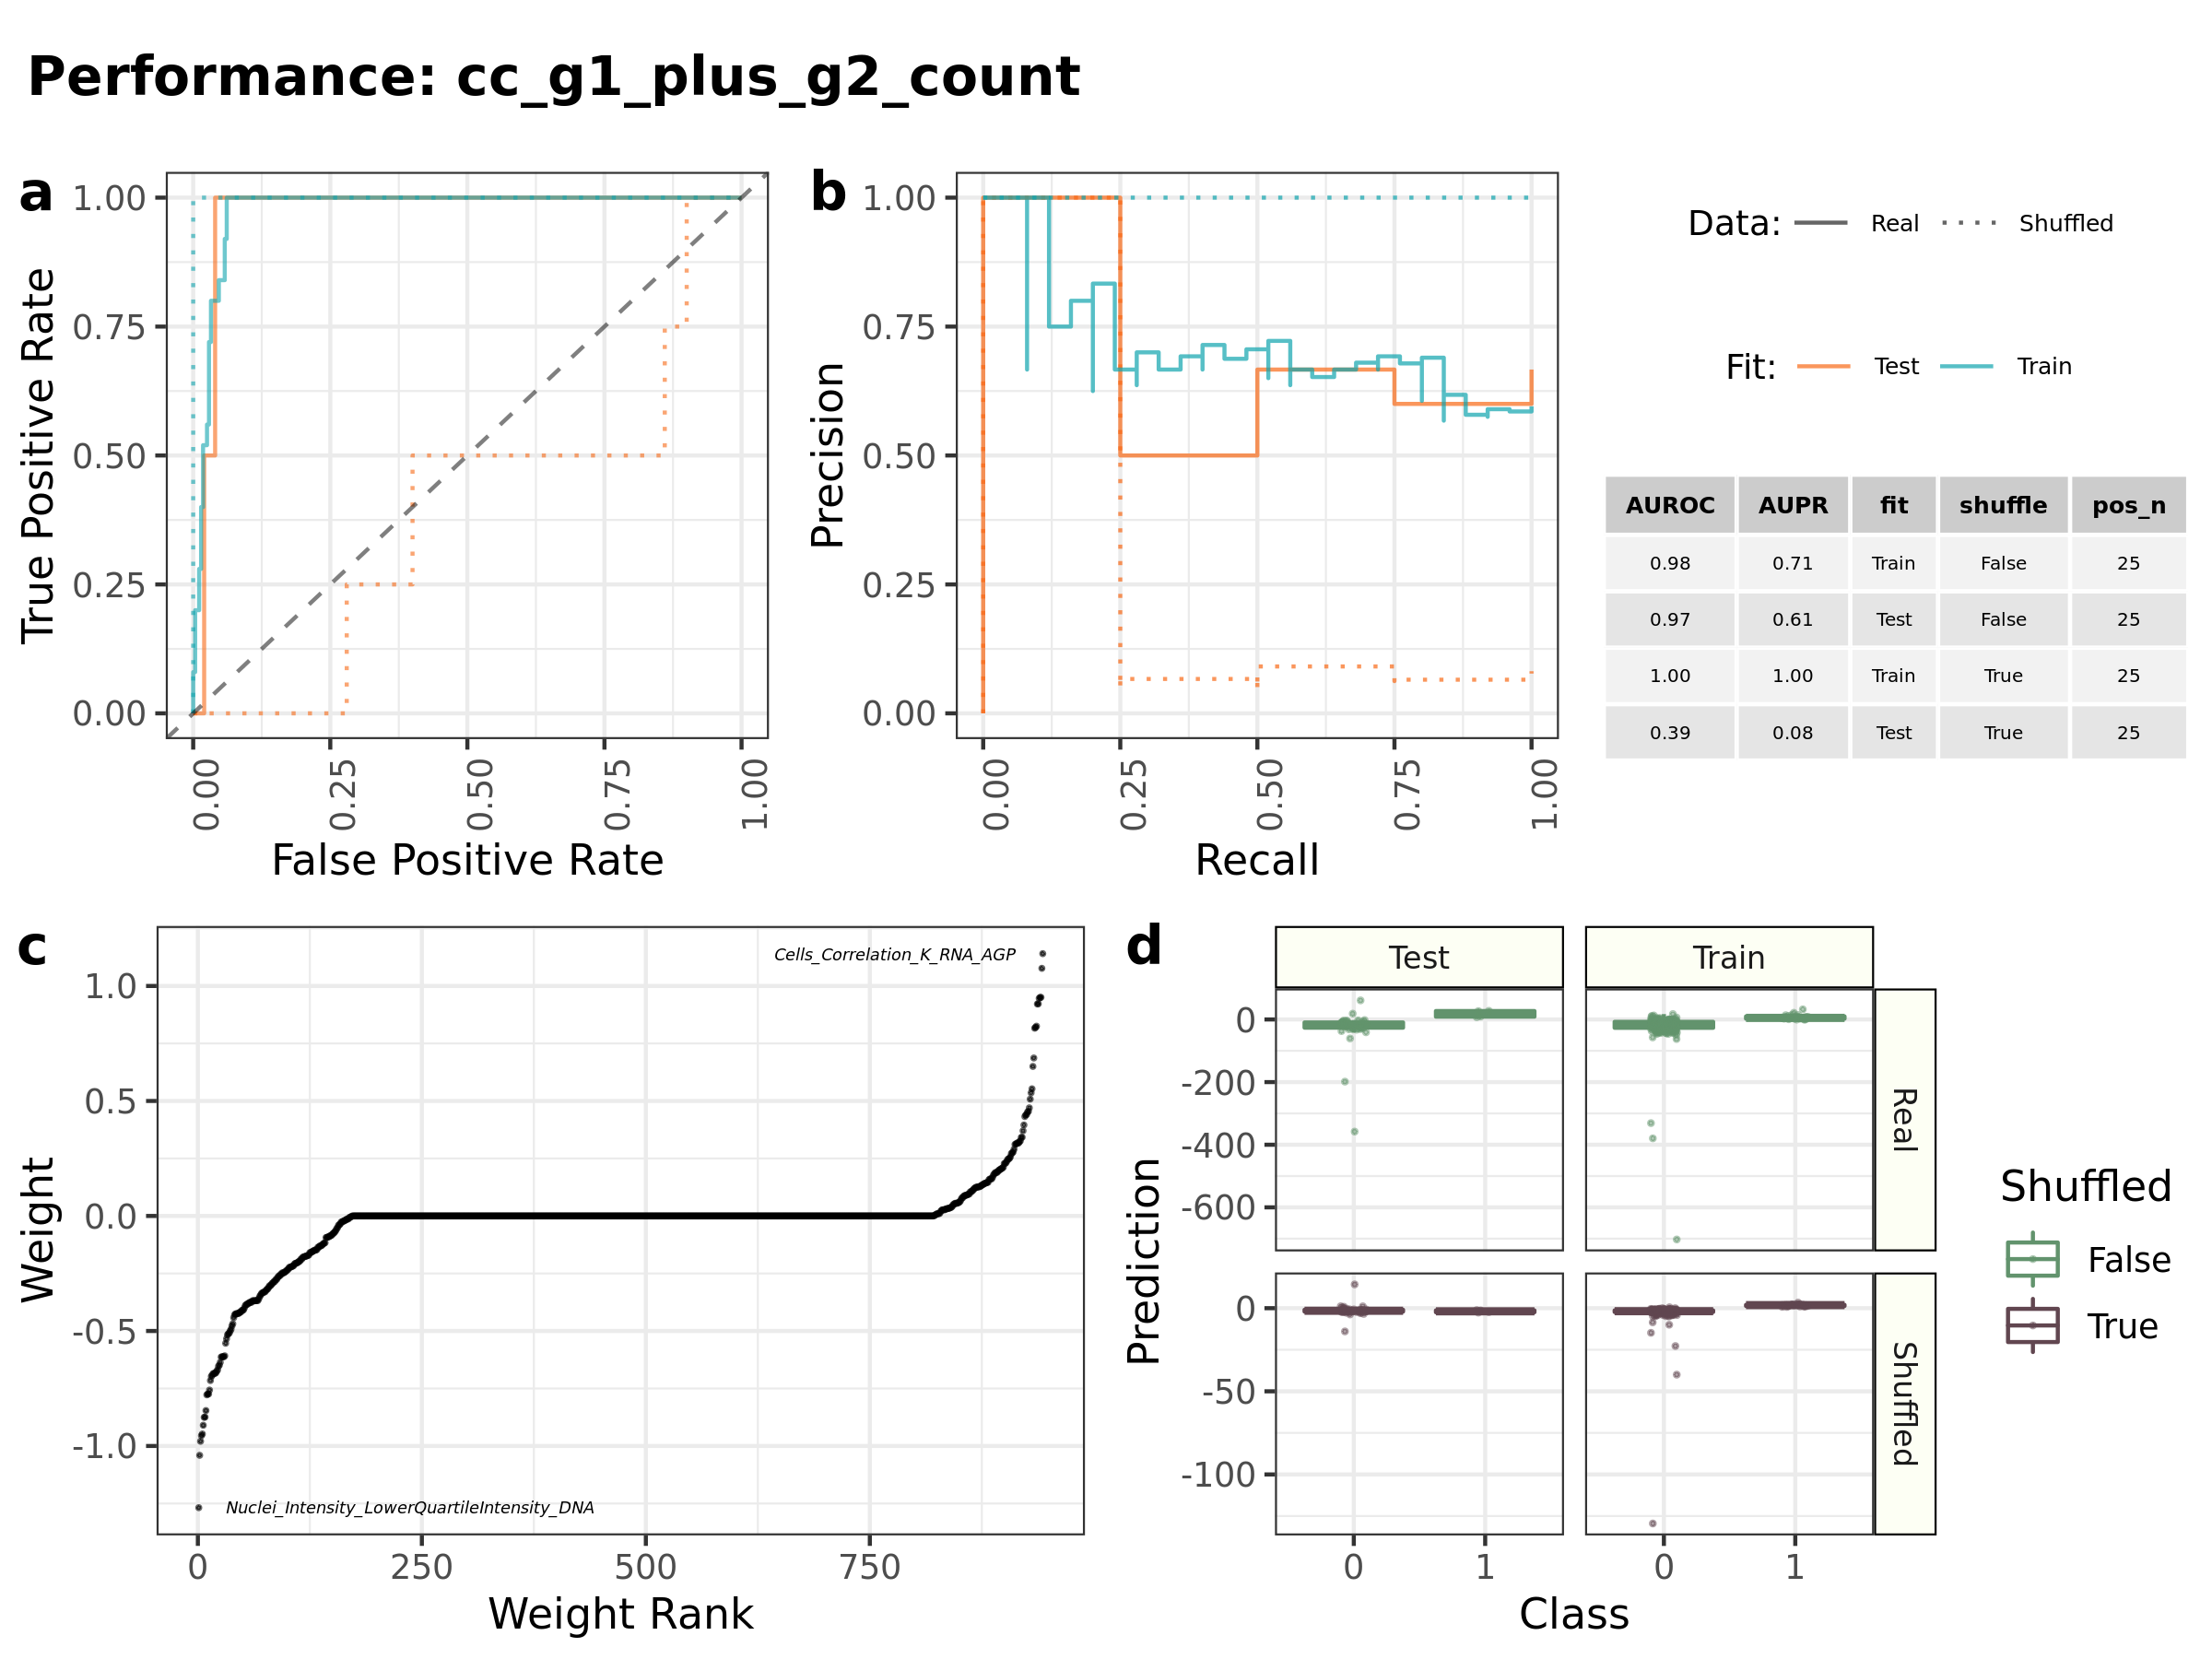 Performance: cc_g1_plus_g2_count
a
True Positive Rate
1.00
0.75
0.50
0.25
0.00
0.00 0.25 0.50 0.75 1.00
False Positive Rate
b
Precision
1.00
0.75
0.50
0.25
0.00
0.00 0.25 0.50 0.75 1.00
Recall
Data: Real Shuffled
Fit: Test Train
AUROC AUPR fit shuffle pos_n
0.98 0.71 Train False 25
0.97 0.61 Test False 25
1.00 1.00 Train True 25
0.39 0.08 Test True 25
c
Weight
1.0
0.5
0.0
-0.5
-1.0
Cells_Correlation_K_RNA_AGP
Nuclei_Intensity_LowerQuartileIntensity_DNA
0 250 500 750
Weight Rank
d
Test Train
Prediction
0
-200
-400
-600
Real
0
-50
-100
Shuffled
0 1 0 1
Class
Shuffled
False
True